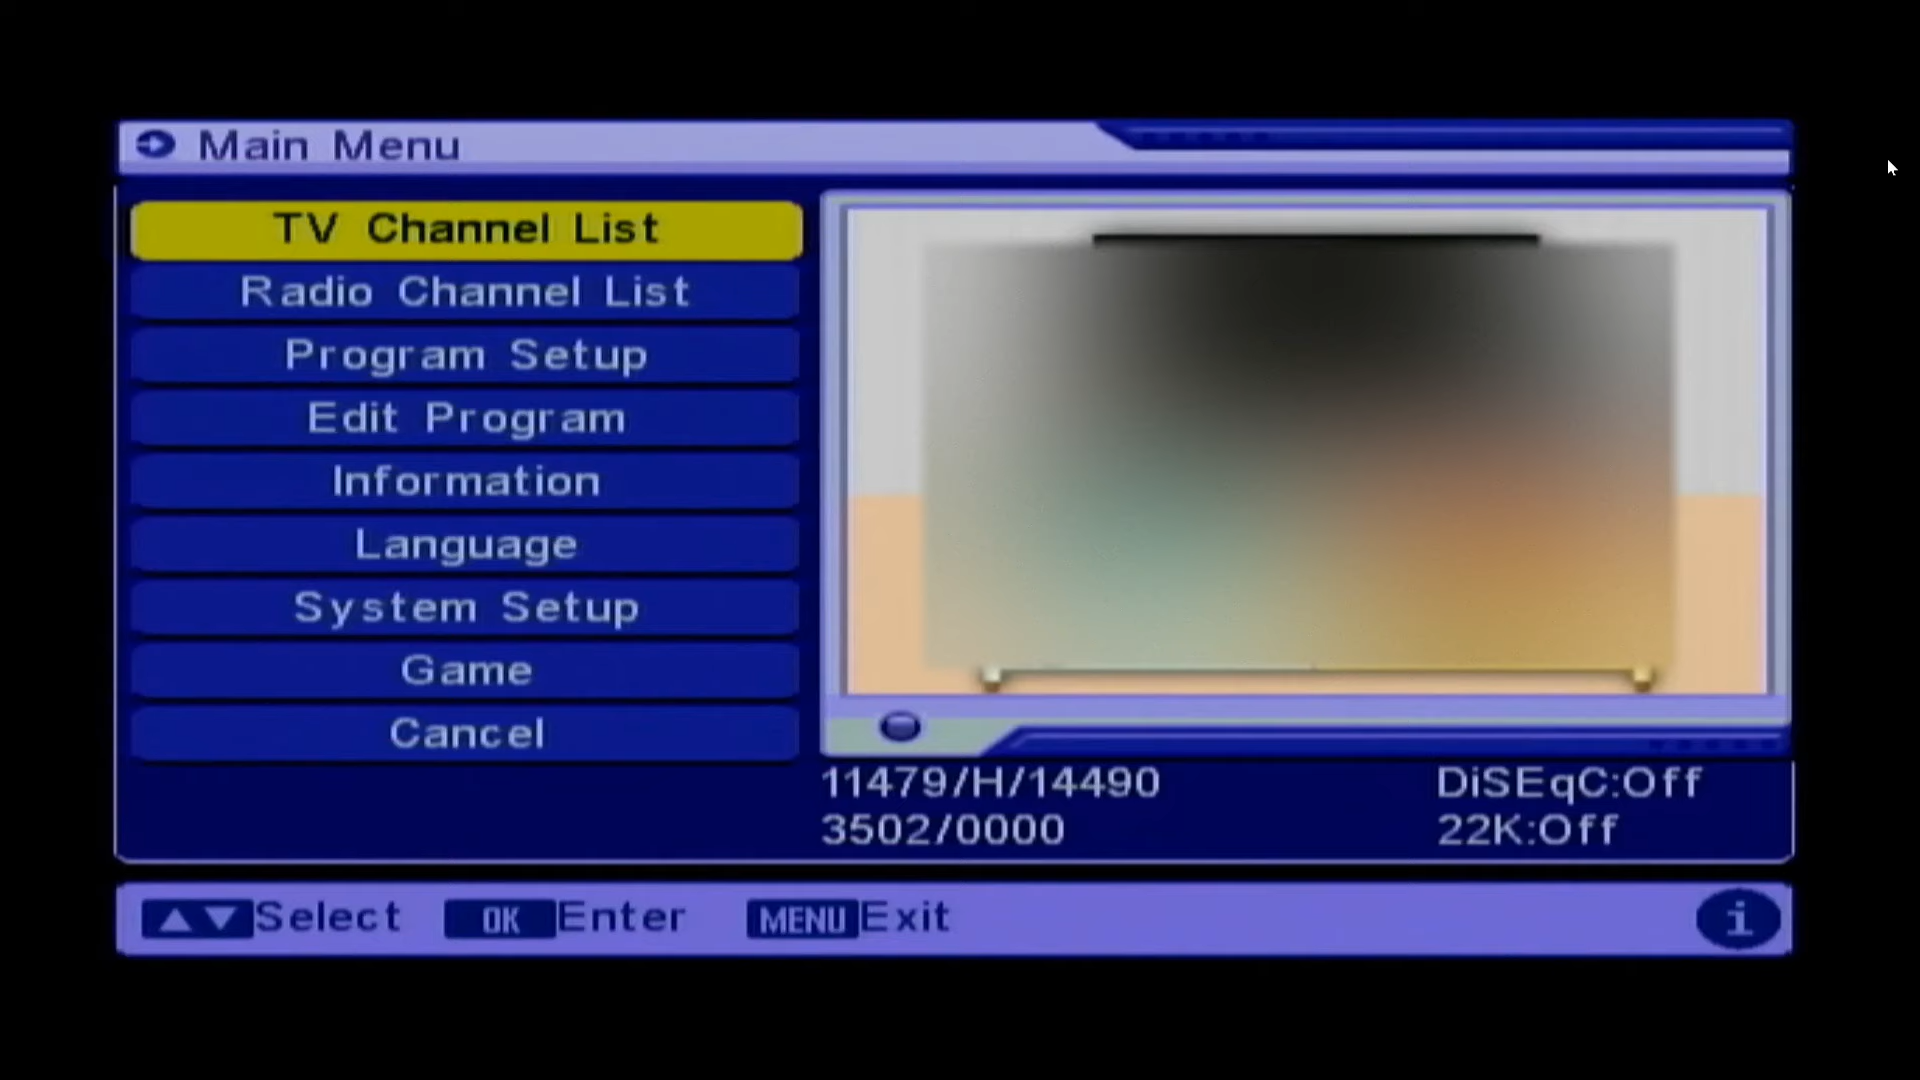 Main Menu
TV Channel List
Radio Channel List
Program Setup
Edit Program
Information
Language
System Setup
Game
Cancel
11479/H/14490
DiSEqC:Off
3502/0000
22K:Off
▲▼Select OK Enter MENU Exit i